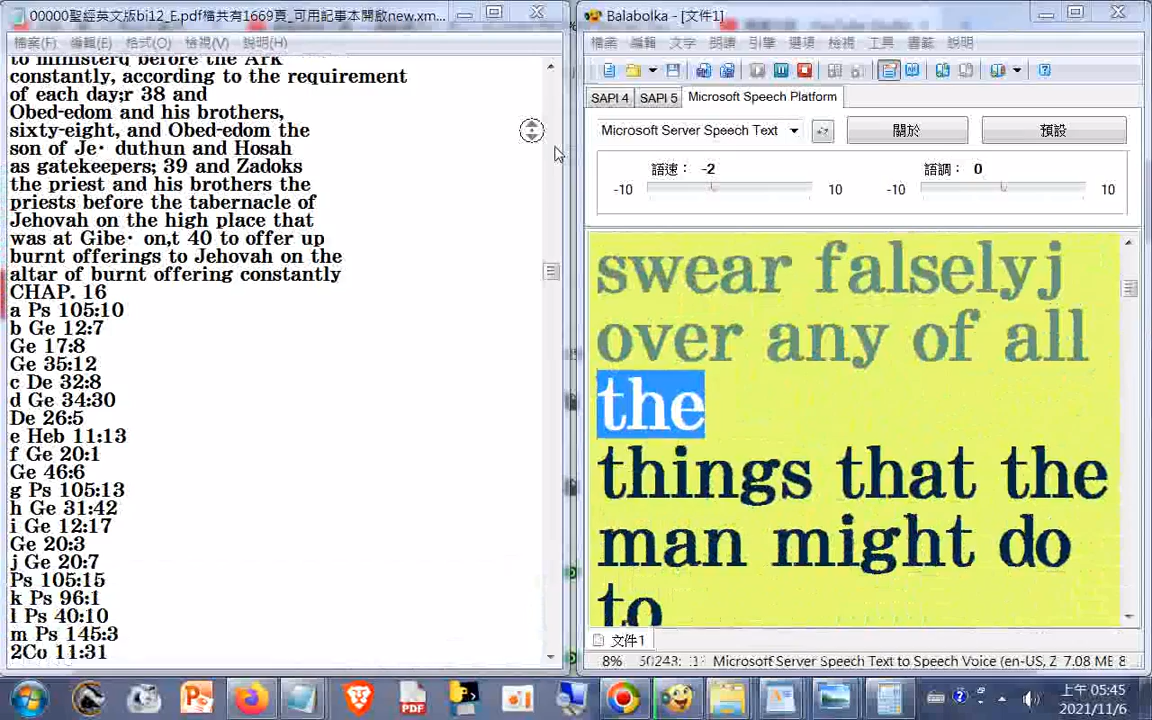 00000聖經英文版bi12_E.pdf檔共有1669頁_可用記事本開啟new.xm...
檔案(F) 編輯(E) 格式(O) 檢視(V) 說明(H)
to ministerq before the Ark
constantly, according to the requirement
of each day;r 38 and
Obed-edom and his brothers,
sixty-eight, and Obed-edom the
son of Je· duthun and Hosah
as gatekeepers; 39 and Zadoks
the priest and his brothers the
priests before the tabernacle of
Jehovah on the high place that
was at Gibe· on,t 40 to offer up
burnt offerings to Jehovah on the
altar of burnt offering constantly
CHAP. 16
a Ps 105:10
b Ge 12:7
Ge 17:8
Ge 35:12
c De 32:8
d Ge 34:30
De 26:5
e Heb 11:13
f Ge 20:1
Ge 46:6
g Ps 105:13
h Ge 31:42
i Ge 12:17
Ge 20:3
j Ge 20:7
Ps 105:15
k Ps 96:1
l Ps 40:10
m Ps 145:3
2Co 11:31
Balabolka - [文件1]
檔案 編輯 文字 朗讀 引擎 選項 檢視 工具 書籤 說明
SAPI 4 SAPI 5 Microsoft Speech Platform
Microsoft Server Speech Text 關於 預設
語速： -2 語調： 0
-10 10 -10 10
swear falselyj
over any of all
the
things that the
man might do
to
文件1
8% Microsoft Server Speech Text to Speech Voice (en-US, Z 7.08 MB 8
上午 05:45
2021/11/6